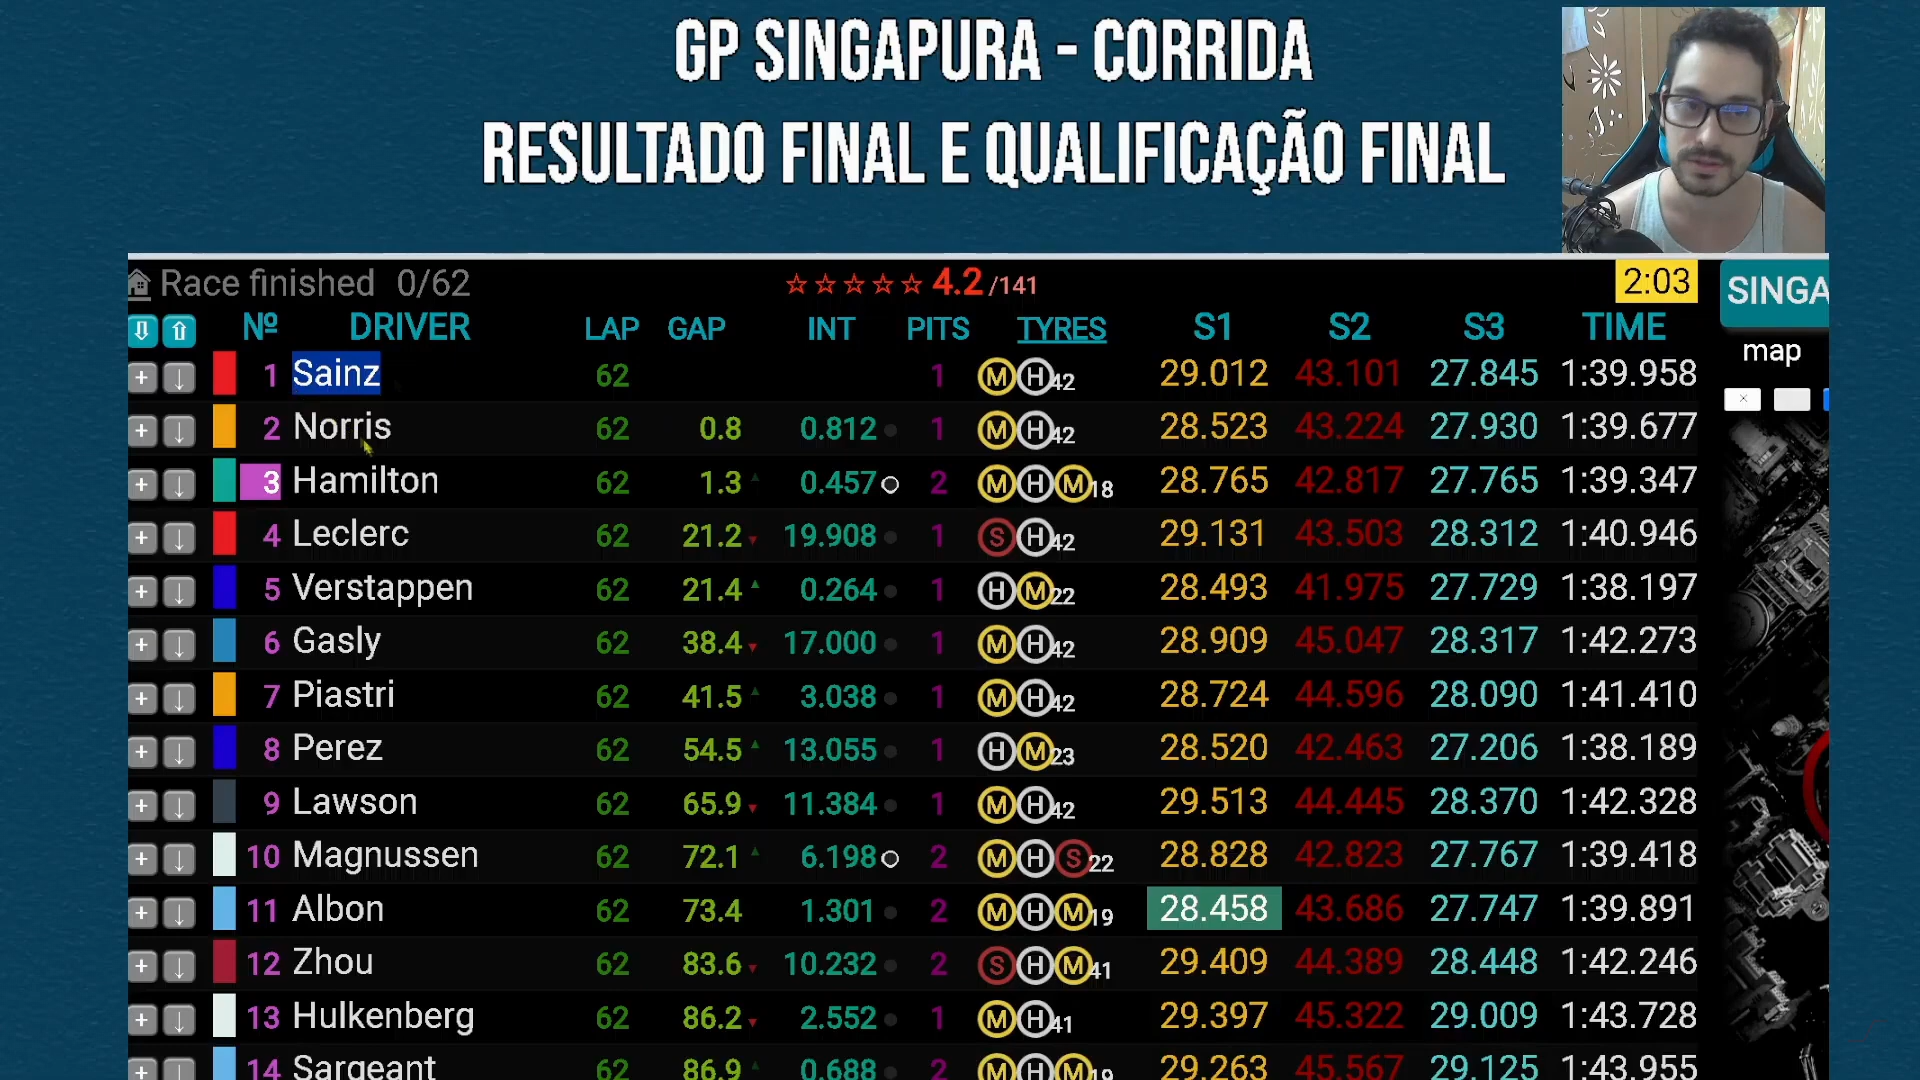 GP SINGAPURA - CORRIDA
RESULTADO FINAL E QUALIFICAÇÃO FINAL
Race finished 0/62 4.2 /141 2:03 SINGA
Nº DRIVER LAP GAP INT PITS TYRES S1 S2 S3 TIME
map
1 Sainz 62 1 M H 42 29.012 43.101 27.845 1:39.958
2 Norris 62 0.8 0.812 1 M H 42 28.523 43.224 27.930 1:39.677
3 Hamilton 62 1.3 0.457 2 M H M 18 28.765 42.817 27.765 1:39.347
4 Leclerc 62 21.2 19.908 1 S H 42 29.131 43.503 28.312 1:40.946
5 Verstappen 62 21.4 0.264 1 H M 22 28.493 41.975 27.729 1:38.197
6 Gasly 62 38.4 17.000 1 M H 42 28.909 45.047 28.317 1:42.273
7 Piastri 62 41.5 3.038 1 M H 42 28.724 44.596 28.090 1:41.410
8 Perez 62 54.5 13.055 1 H M 23 28.520 42.463 27.206 1:38.189
9 Lawson 62 65.9 11.384 1 M H 42 29.513 44.445 28.370 1:42.328
10 Magnussen 62 72.1 6.198 2 M H S 22 28.828 42.823 27.767 1:39.418
11 Albon 62 73.4 1.301 2 M H M 19 28.458 43.686 27.747 1:39.891
12 Zhou 62 83.6 10.232 2 S H M 41 29.409 44.389 28.448 1:42.246
13 Hulkenberg 62 86.2 2.552 1 M H 41 29.397 45.322 29.009 1:43.728
14 Sargeant 62 86.9 0.688 2 M H M 19 29.263 45.567 29.125 1:43.955